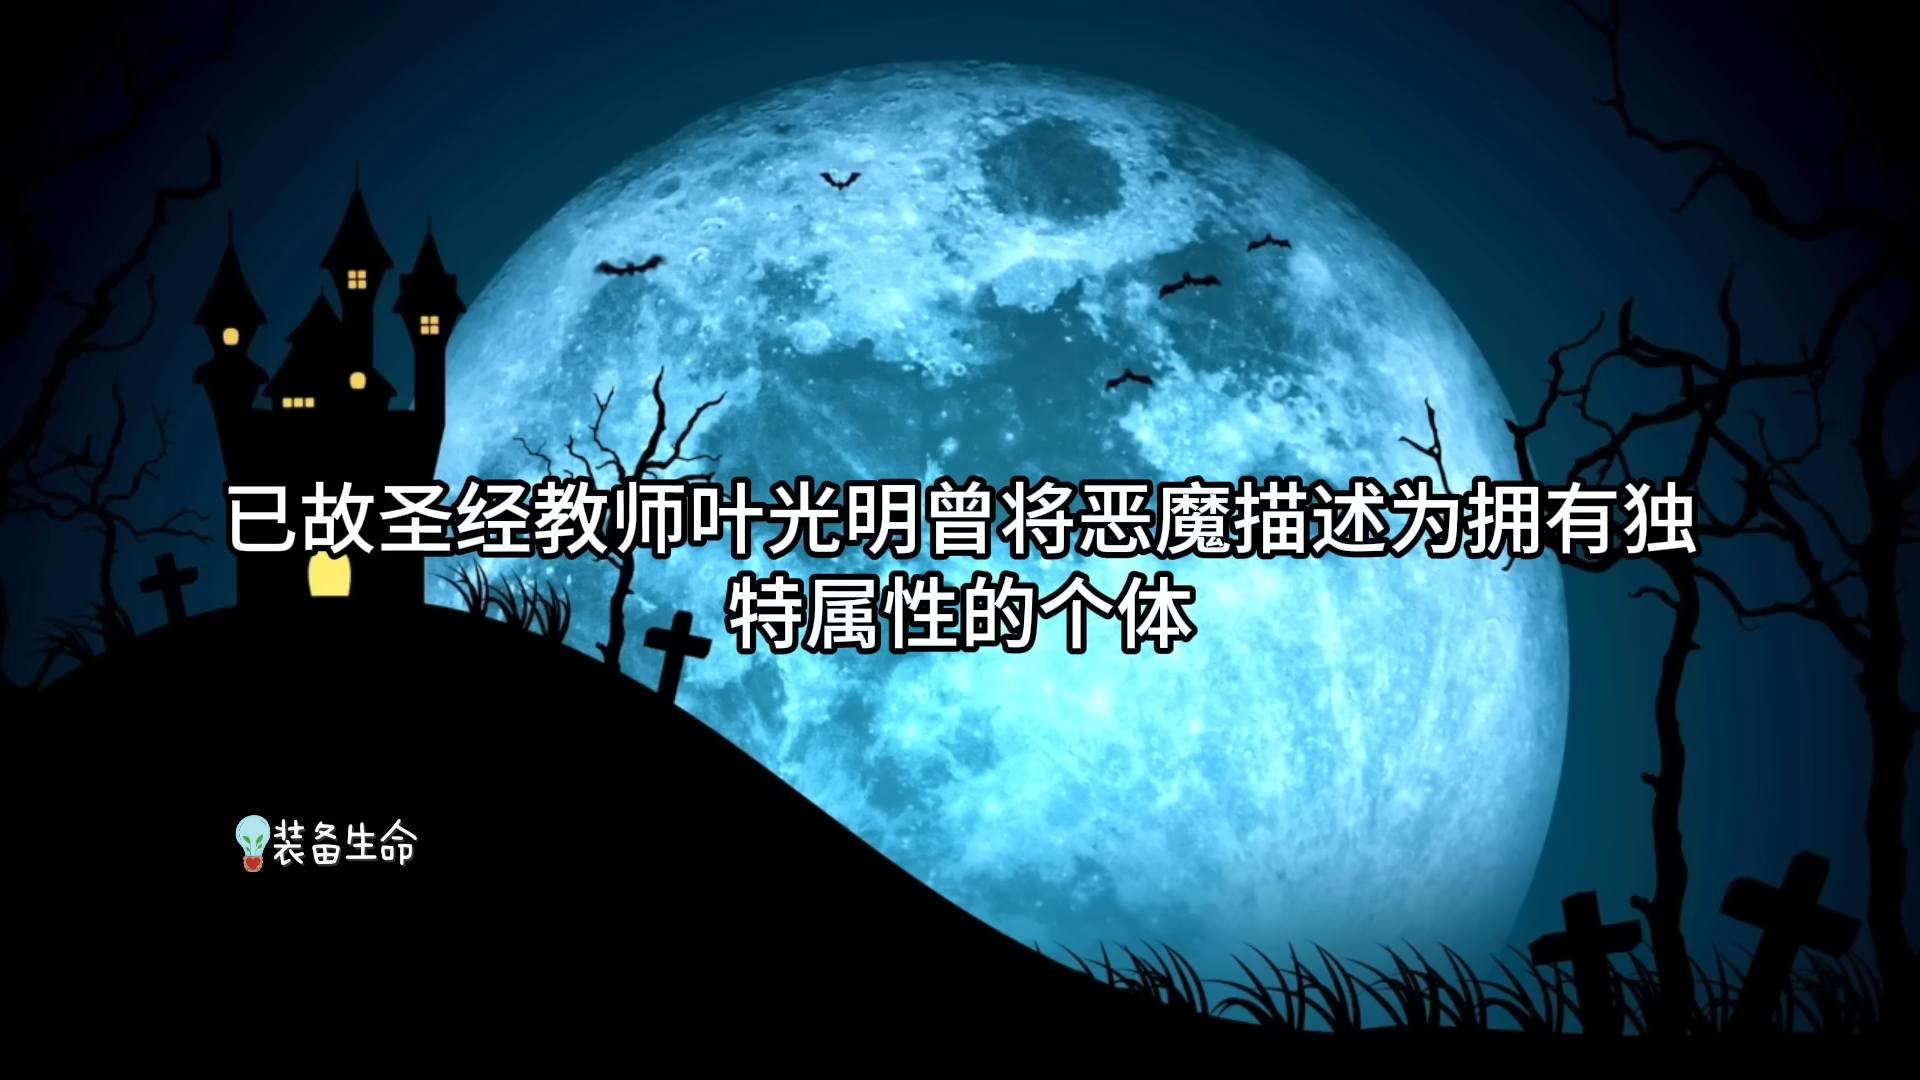 已故圣经教师叶光明曾将恶魔描述为拥有独
特属性的个体
装备生命